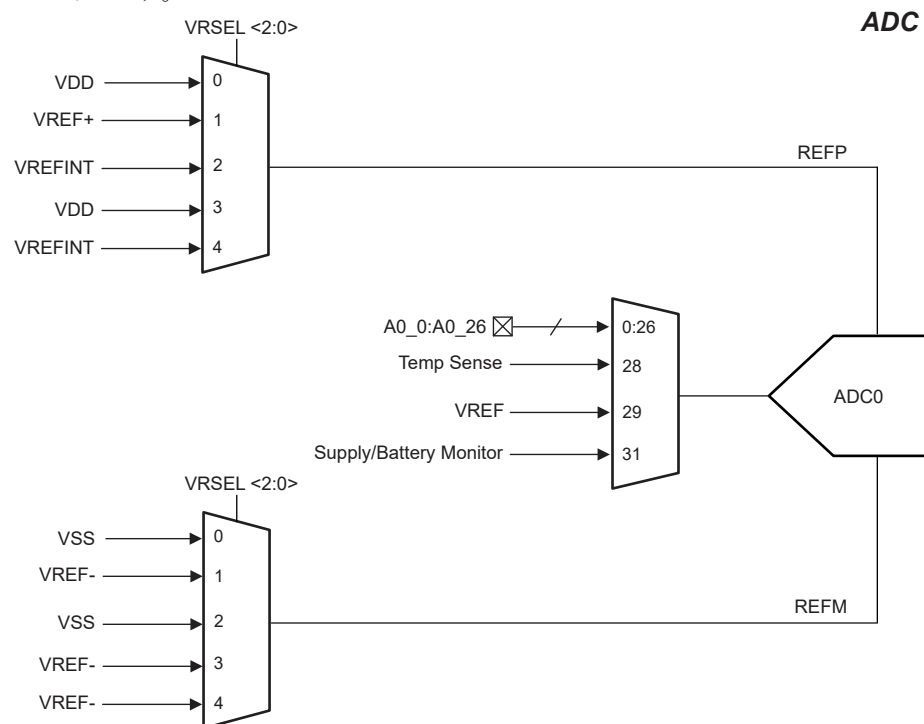 ADC
VRSEL <2:0>
VDD 0
VREF+ 1
VREFINT 2
VDD 3
VREFINT 4
REFP
A0_0:A0_26 0:26
Temp Sense 28
VREF 29
Supply/Battery Monitor 31
ADC0
VRSEL <2:0>
VSS 0
VREF- 1
VSS 2
VREF- 3
VREF- 4
REFM